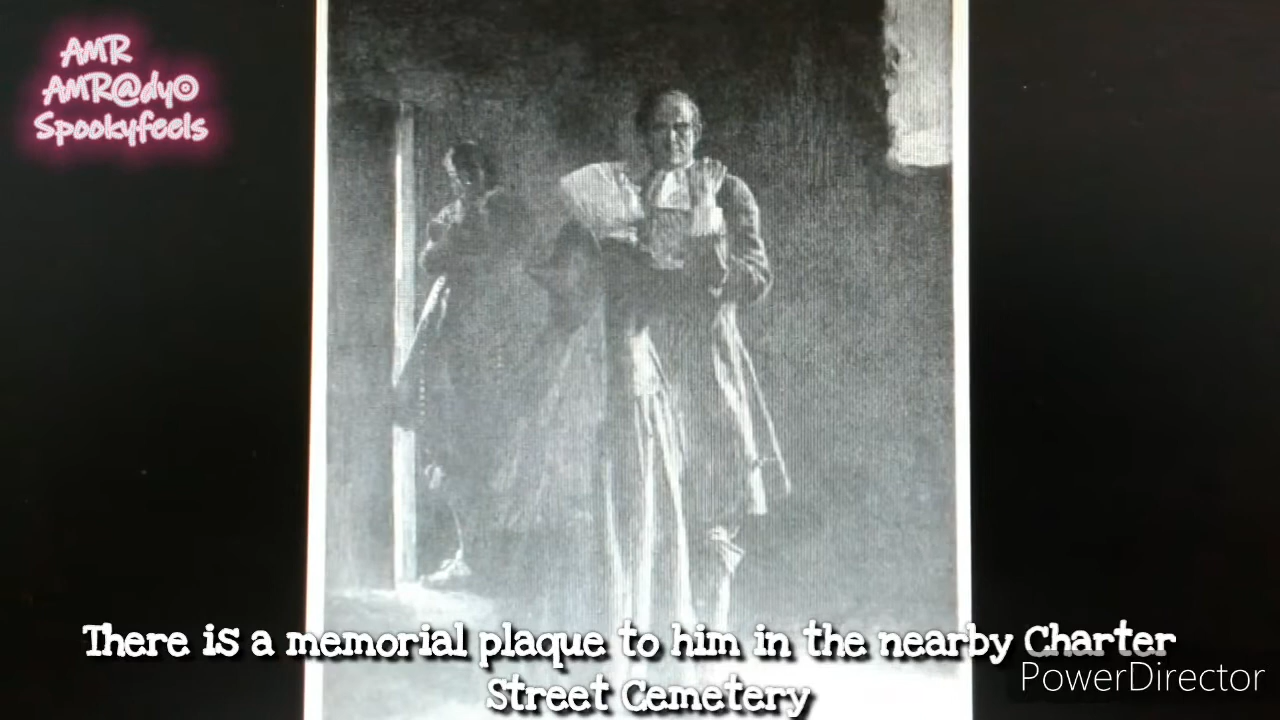 AMR
AMR@dyo
Spookyfeels
There is a memorial plaque to him in the nearby Charter
Street Cemetery
PowerDirector